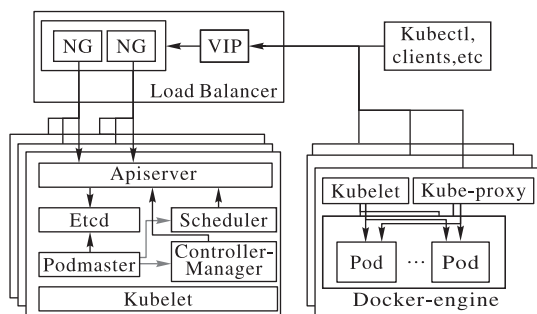 NG NG VIP
Kubectl,
clients,etc
Load Balancer
Apiserver
Etcd Scheduler
Podmaster
Controller-
Manager
Kubelet
Kubelet Kube-proxy
Pod ... Pod
Docker-engine